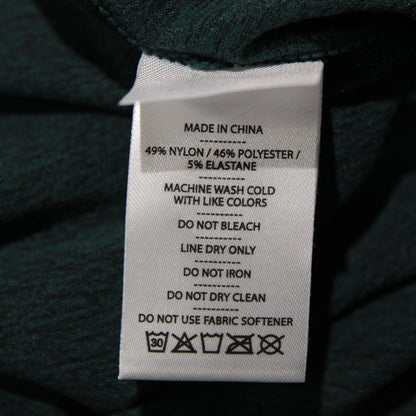 MADE IN CHINA
----------
49% NYLON / 46% POLYESTER /
5% ELASTANE
----------
MACHINE WASH COLD
WITH LIKE COLORS
----------
DO NOT BLEACH
----------
LINE DRY ONLY
----------
DO NOT IRON
----------
DO NOT DRY CLEAN
----------
DO NOT USE FABRIC SOFTENER
30